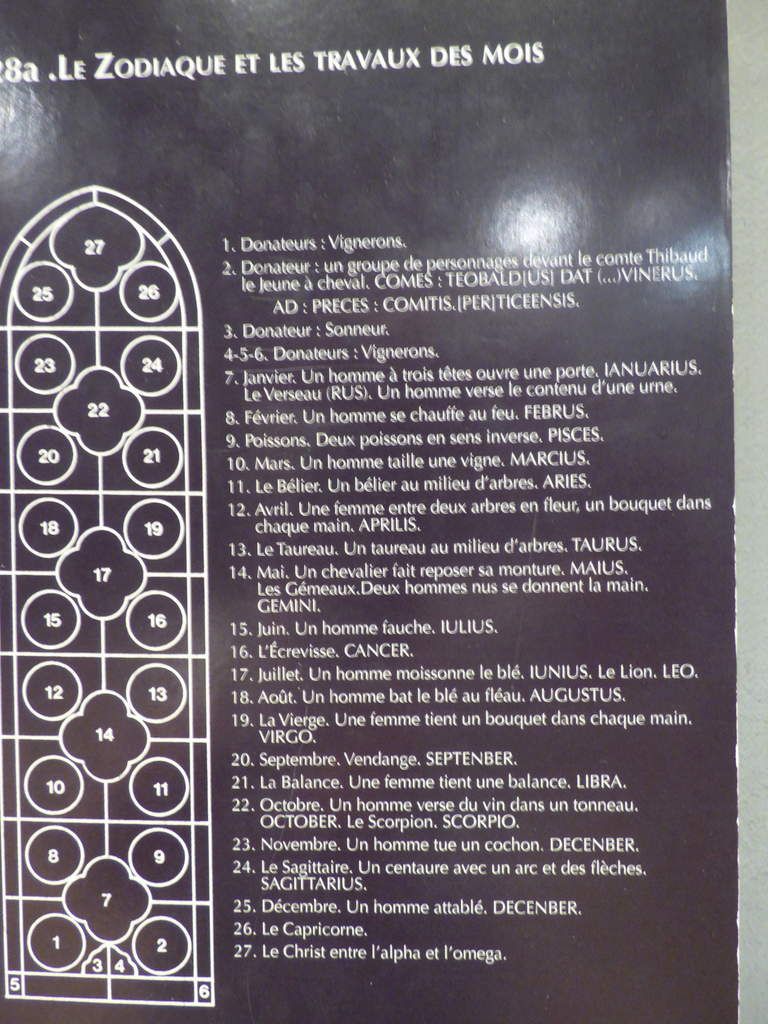 28a .LE ZODIAQUE ET LES TRAVAUX DES MOIS
1. Donateurs : Vignerons.
2. Donateur : un groupe de personnages devant le comte Thibaud
le Jeune à cheval. COMES : TEOBALD[US] DAT (...)VINERUS.
AD : PRECES : COMITIS.[PER]TICEENSIS.
3. Donateur : Sonneur.
4-5-6. Donateurs : Vignerons.
7. Janvier. Un homme à trois têtes ouvre une porte. IANUARIUS.
Le Verseau (RUS). Un homme verse le contenu d'une urne.
8. Février. Un homme se chauffe au feu. FEBRUS.
9. Poissons. Deux poissons en sens inverse. PISCES.
10. Mars. Un homme taille une vigne. MARCIUS.
11. Le Bélier. Un bélier au milieu d'arbres. ARIES.
12. Avril. Une femme entre deux arbres en fleur, un bouquet dans
chaque main. APRILIS.
13. Le Taureau. Un taureau au milieu d'arbres. TAURUS.
14. Mai. Un chevalier fait reposer sa monture. MAIUS.
Les Gémeaux.Deux hommes nus se donnent la main.
GEMINI.
15. Juin. Un homme fauche. IULIUS.
16. L'Écrevisse. CANCER.
17. Juillet. Un homme moissonne le blé. IUNIUS. Le Lion. LEO.
18. Août. Un homme bat le blé au fléau. AUGUSTUS.
19. La Vierge. Une femme tient un bouquet dans chaque main.
VIRGO.
20. Septembre. Vendange. SEPTENBER.
21. La Balance. Une femme tient une balance. LIBRA.
22. Octobre. Un homme verse du vin dans un tonneau.
OCTOBER. Le Scorpion. SCORPIO.
23. Novembre. Un homme tue un cochon. DECENBER.
24. Le Sagittaire. Un centaure avec un arc et des flèches.
SAGITTARIUS.
25. Décembre. Un homme attablé. DECENBER.
26. Le Capricorne.
27. Le Christ entre l'alpha et l'omega.
27
25 26
23 24
22
20 21
18 19
17
15 16
12 13
14
10 11
8 9
7
1 2
3 4
5 6